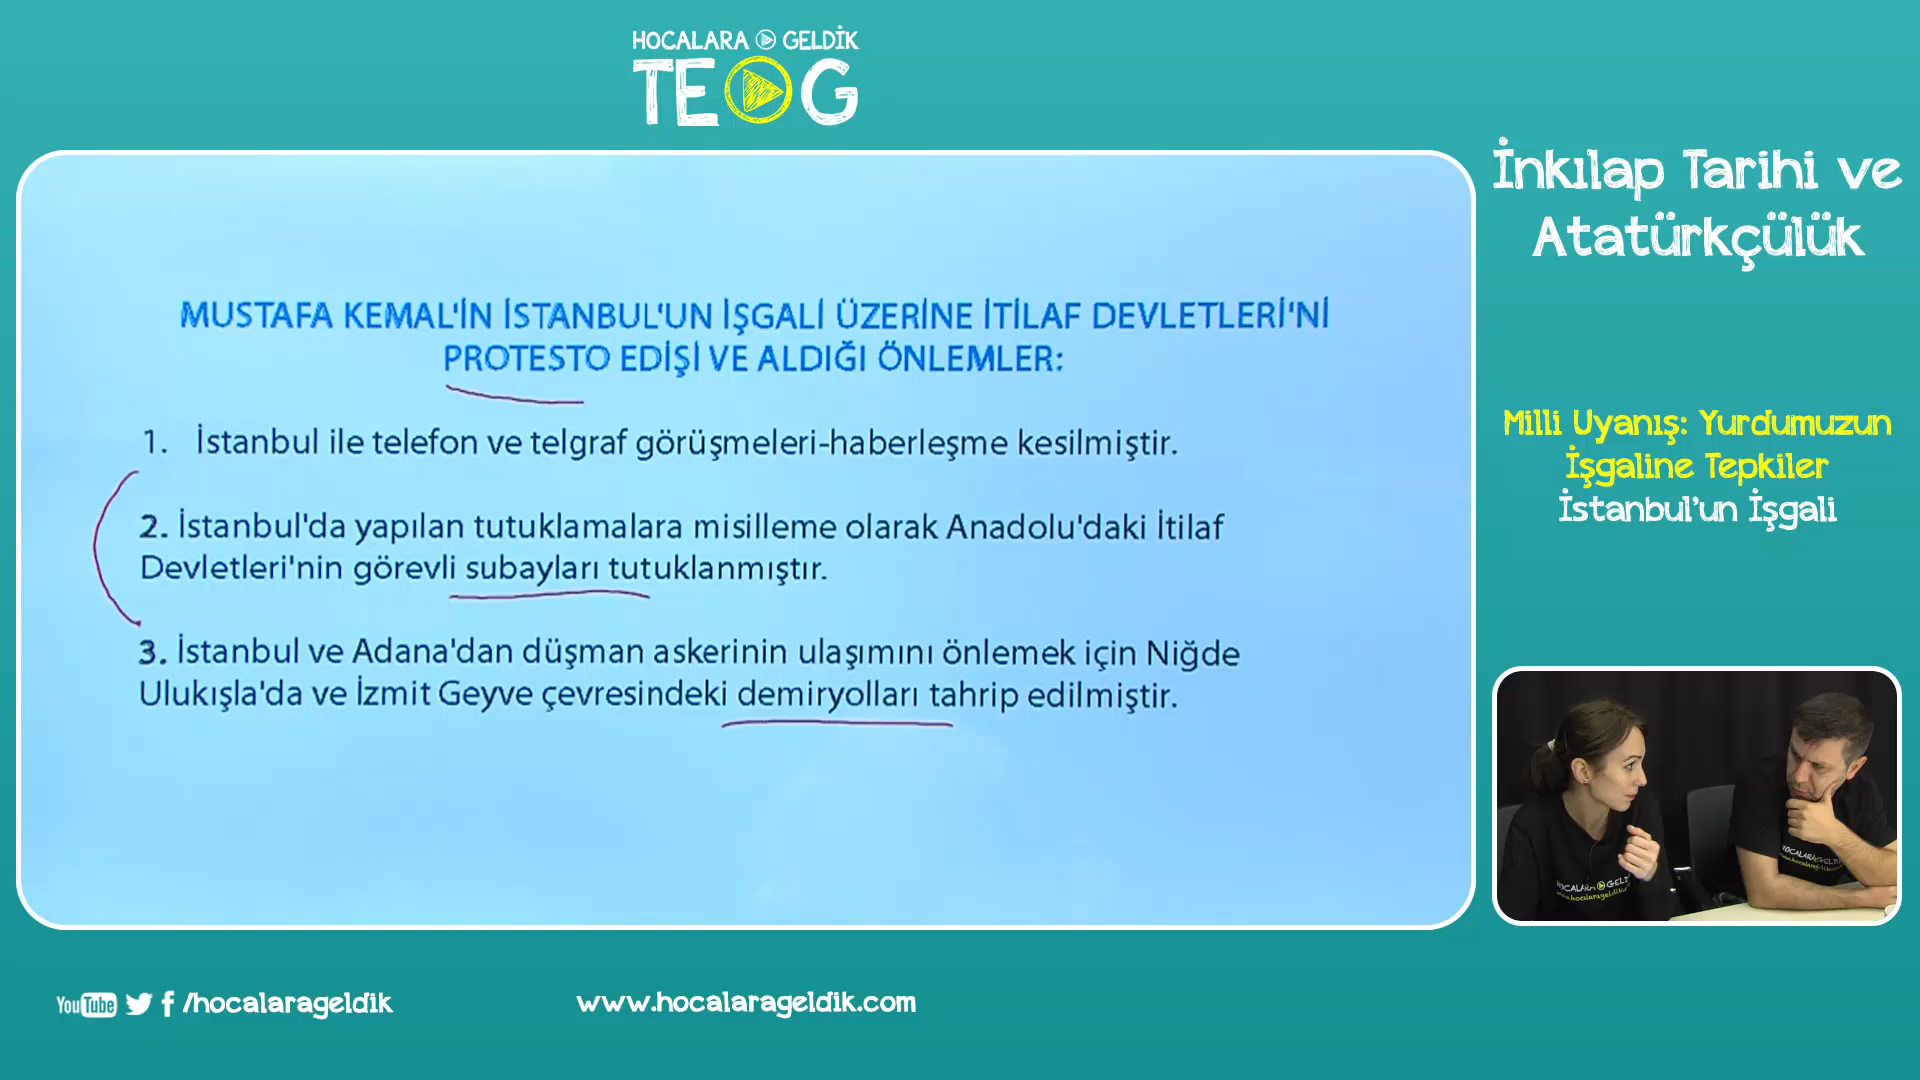 HOCALARA GELDİK
TEOG
İnkılap Tarihi ve
Atatürkçülük
MUSTAFA KEMAL'İN İSTANBUL'UN İŞGALİ ÜZERİNE İTİLAF DEVLETLERİ'Nİ
PROTESTO EDİŞİ VE ALDIĞI ÖNLEMLER:
1. İstanbul ile telefon ve telgraf görüşmeleri-haberleşme kesilmiştir.
2. İstanbul'da yapılan tutuklamalara misilleme olarak Anadolu'daki İtilaf
Devletleri'nin görevli subayları tutuklanmıştır.
3. İstanbul ve Adana'dan düşman askerinin ulaşımını önlemek için Niğde
Ulukışla'da ve İzmit Geyve çevresindeki demiryolları tahrip edilmiştir.
Milli Uyanış: Yurdumuzun
İşgaline Tepkiler
İstanbul'un İşgali
HOCALARA GELD
YouTube /hocalarageldik
www.hocalarageldik.com